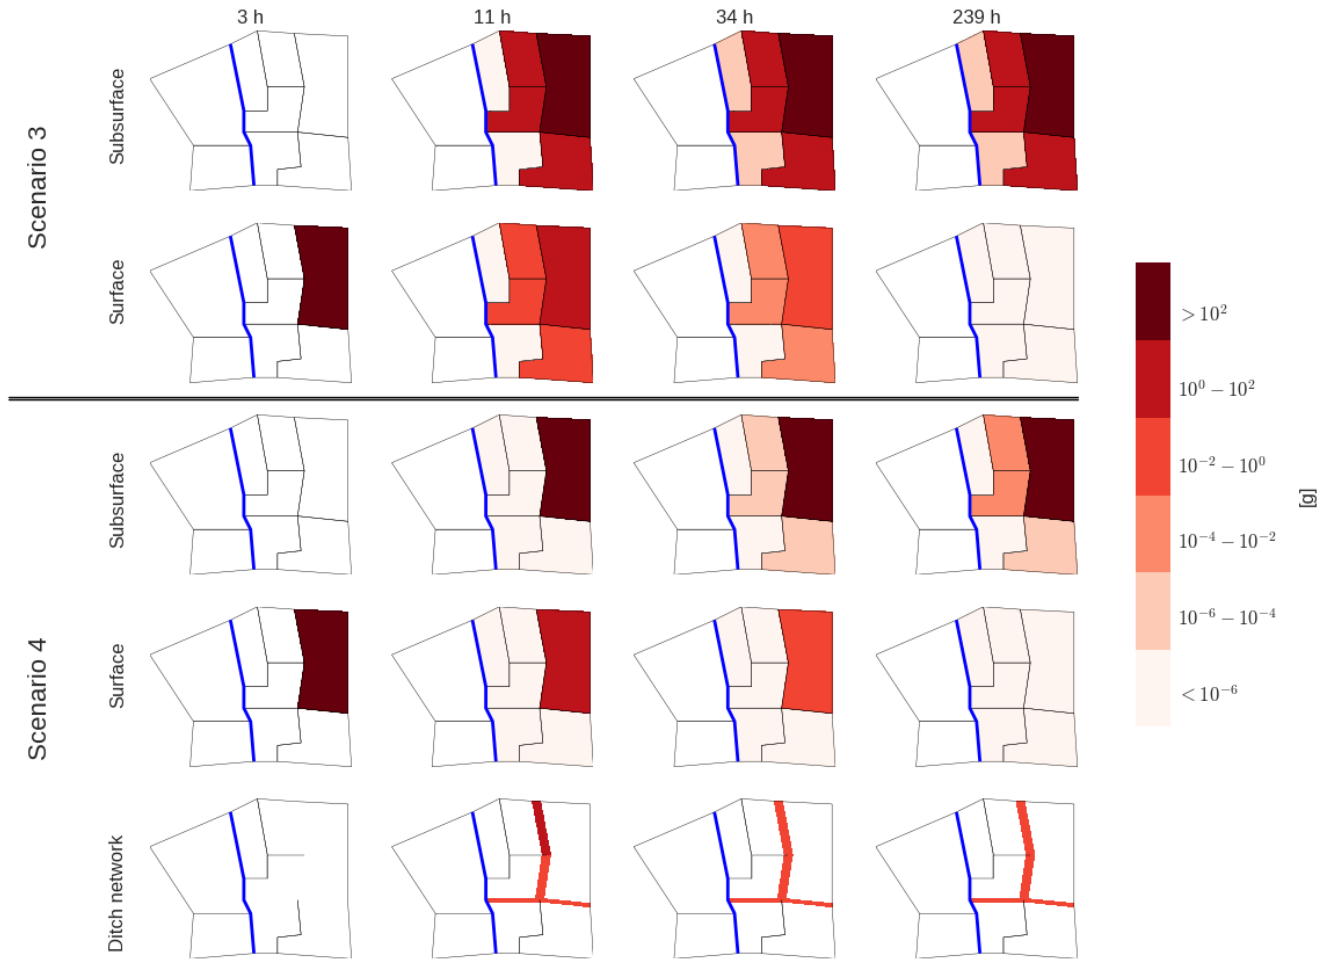 3 h
11 h
34 h
239 h
Scenario 3
Subsurface
Surface
Scenario 4
Subsurface
Surface
Ditch network
> 10²
10⁰ − 10²
10⁻² − 10⁰
10⁻⁴ − 10⁻²
10⁻⁶ − 10⁻⁴
< 10⁻⁶
[g]